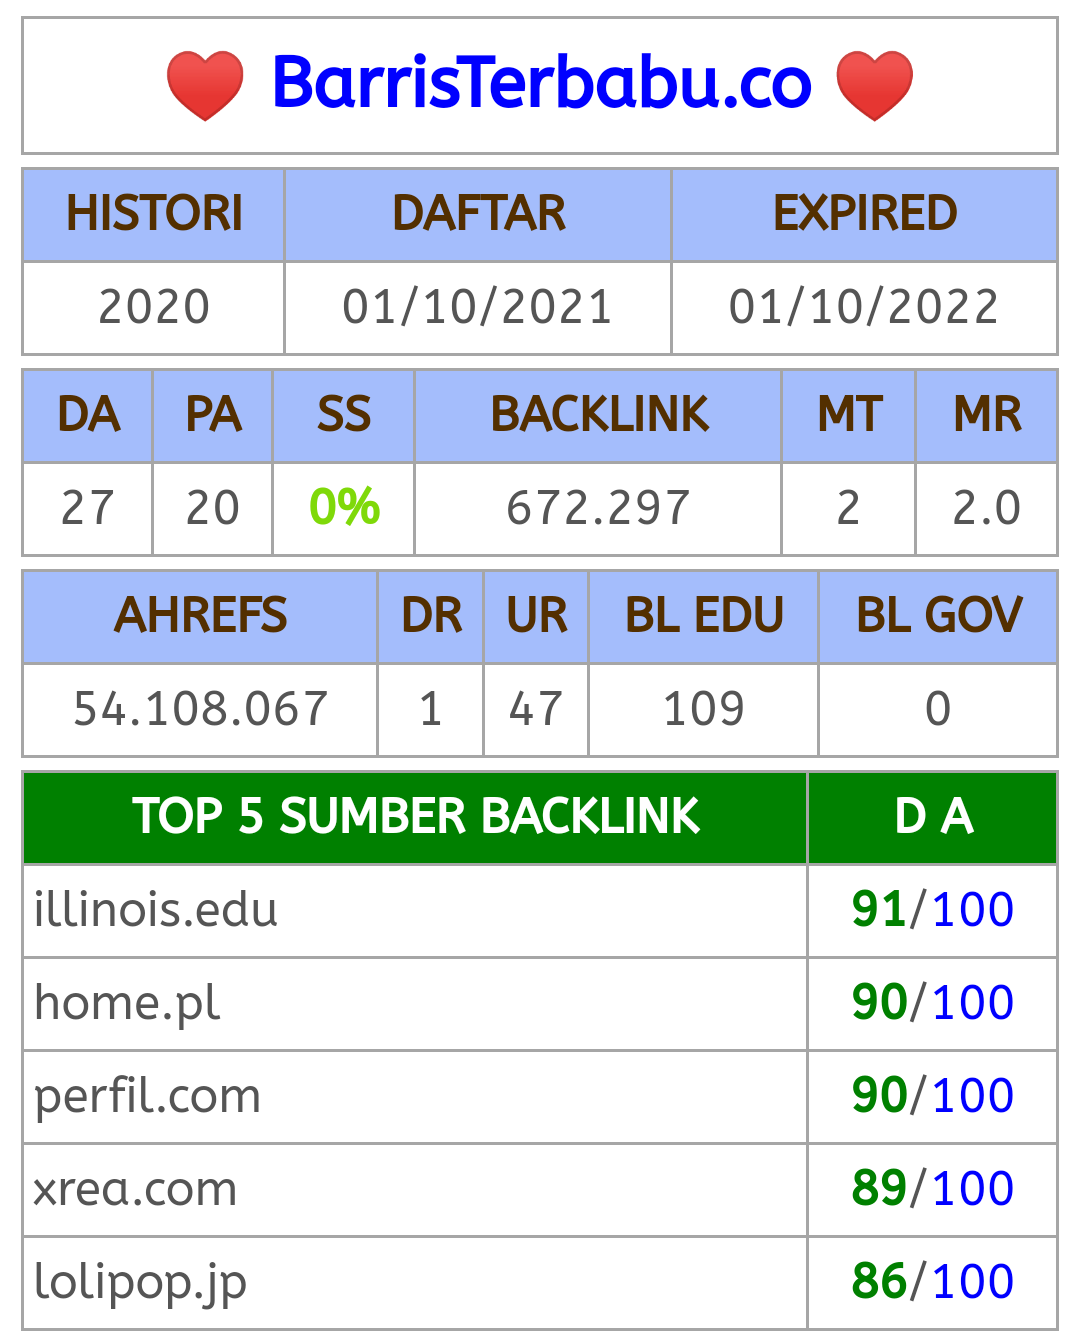 ❤️ BarrisTerbabu.co ❤️
HISTORI DAFTAR EXPIRED
2020 01/10/2021 01/10/2022
DA PA SS BACKLINK MT MR
27 20 0% 672.297 2 2.0
AHREFS DR UR BL EDU BL GOV
54.108.067 1 47 109 0
TOP 5 SUMBER BACKLINK D A
illinois.edu 91/100
home.pl 90/100
perfil.com 90/100
xrea.com 89/100
lolipop.jp 86/100